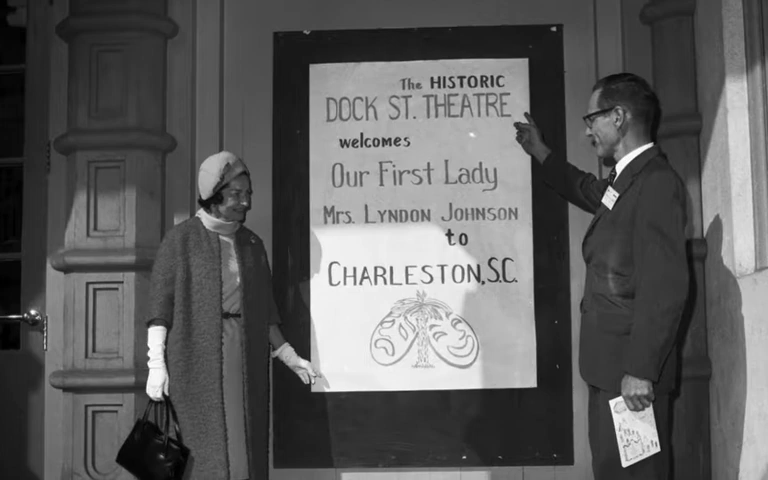 The HISTORIC
DOCK ST. THEATRE
welcomes
Our First Lady
MRS. LYNDON JOHNSON
to
CHARLESTON, S.C.